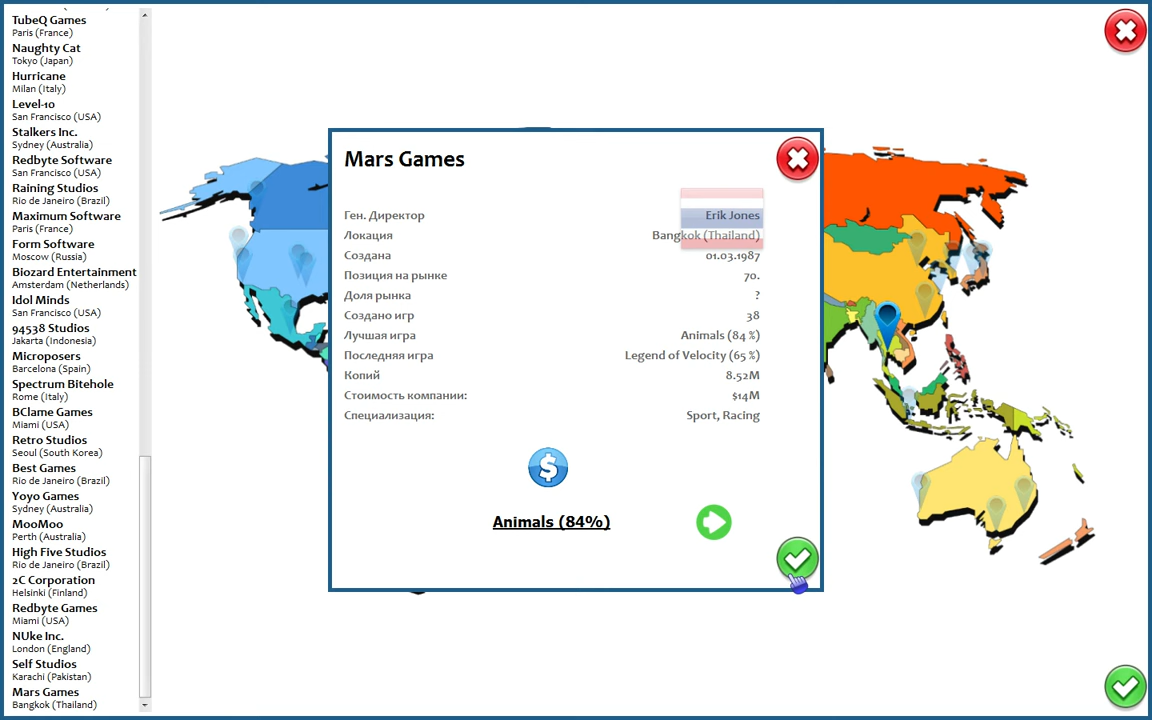 TubeQ Games
Paris (France)
Naughty Cat
Tokyo (Japan)
Hurricane
Milan (Italy)
Level-10
San Francisco (USA)
Stalkers Inc.
Sydney (Australia)
Redbyte Software
San Francisco (USA)
Raining Studios
Rio de Janeiro (Brazil)
Maximum Software
Paris (France)
Form Software
Moscow (Russia)
Biozard Entertainment
Amsterdam (Netherlands)
Idol Minds
San Francisco (USA)
94538 Studios
Jakarta (Indonesia)
Microposers
Barcelona (Spain)
Spectrum Bitehole
Rome (Italy)
BClame Games
Miami (USA)
Retro Studios
Seoul (South Korea)
Best Games
Rio de Janeiro (Brazil)
Yoyo Games
Sydney (Australia)
MooMoo
Perth (Australia)
High Five Studios
Rio de Janeiro (Brazil)
2C Corporation
Helsinki (Finland)
Redbyte Games
Miami (USA)
NUke Inc.
London (England)
Self Studios
Karachi (Pakistan)
Mars Games
Bangkok (Thailand)
Mars Games
Ген. Директор Erik Jones
Локация Bangkok (Thailand)
Создана 01.03.1987
Позиция на рынке 70.
Доля рынка ?
Создано игр 38
Лучшая игра Animals (84 %)
Последняя игра Legend of Velocity (65 %)
Копий 8.52M
Стоимость компании: $14M
Специализация: Sport, Racing
$
Animals (84%)